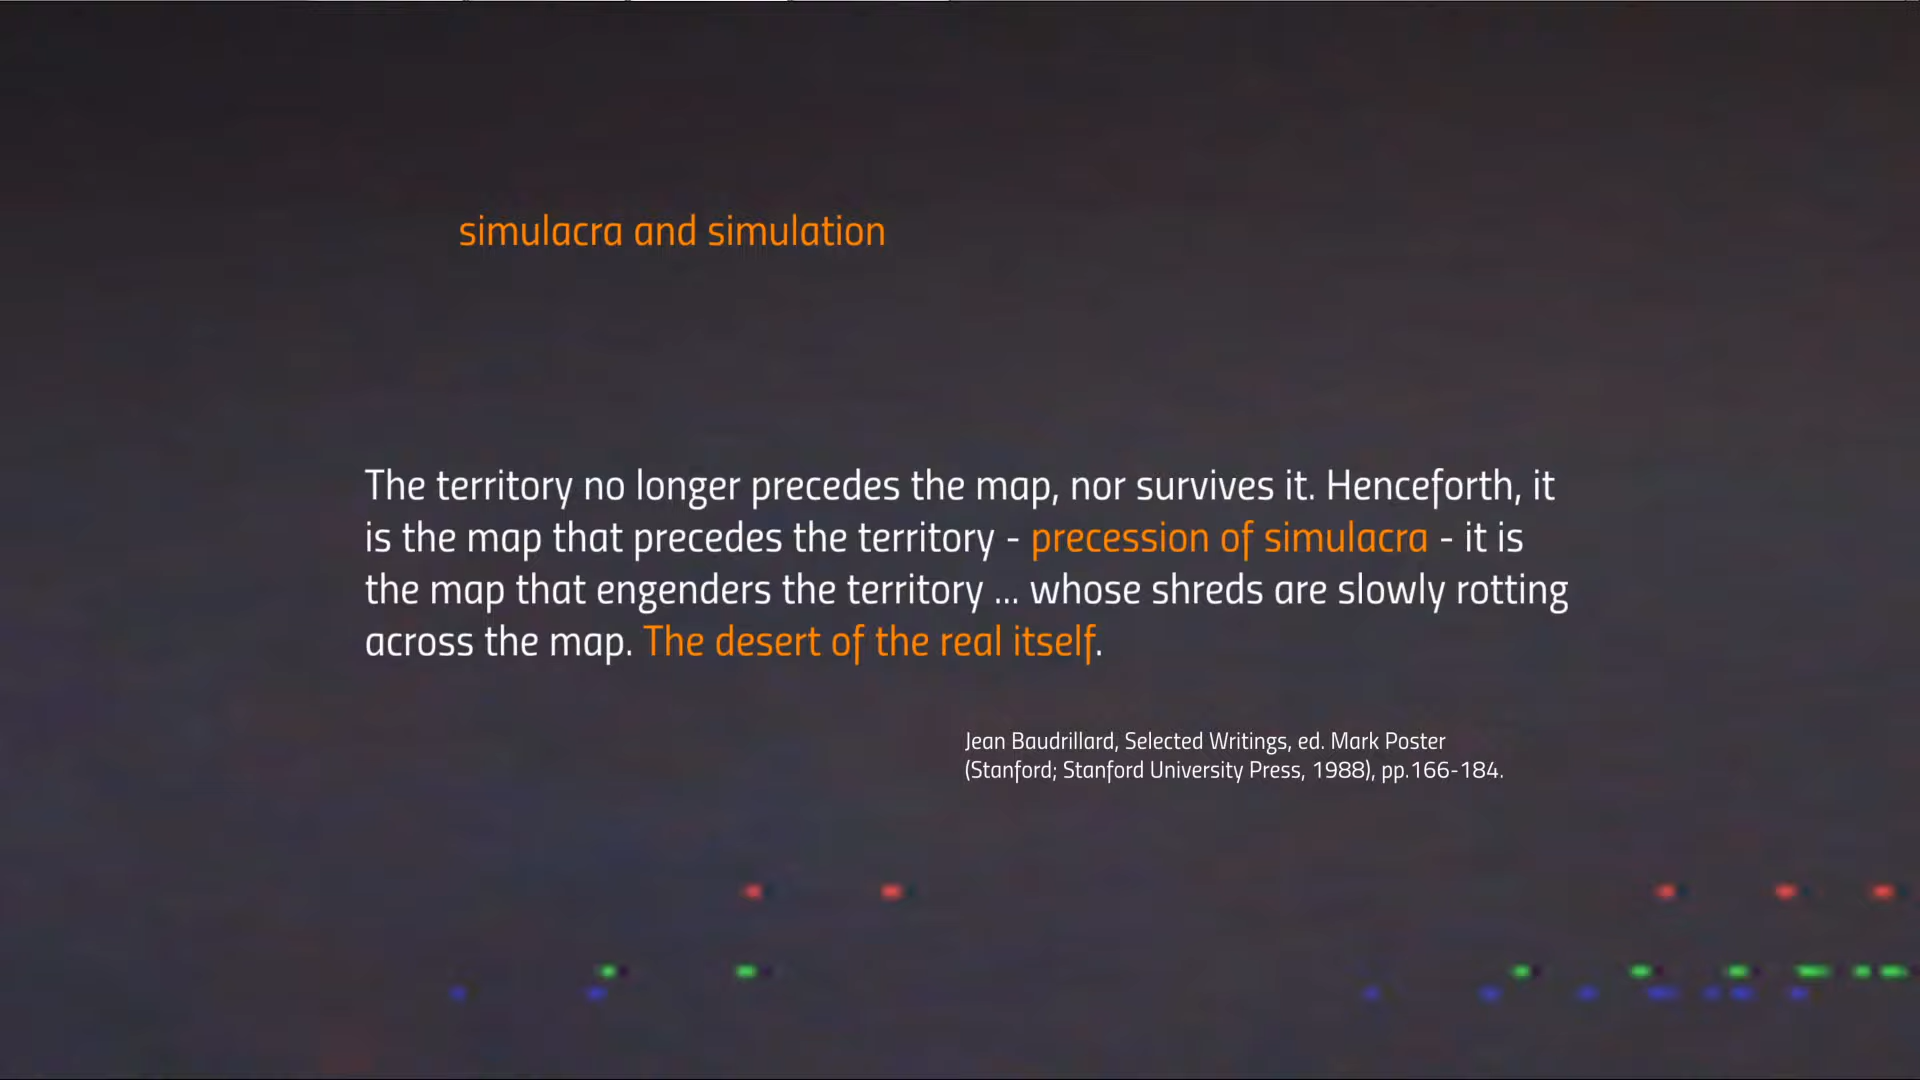 simulacra and simulation
The territory no longer precedes the map, nor survives it. Henceforth, it
is the map that precedes the territory - precession of simulacra - it is
the map that engenders the territory ... whose shreds are slowly rotting
across the map. The desert of the real itself.
Jean Baudrillard, Selected Writings, ed. Mark Poster
(Stanford; Stanford University Press, 1988), pp.166-184.